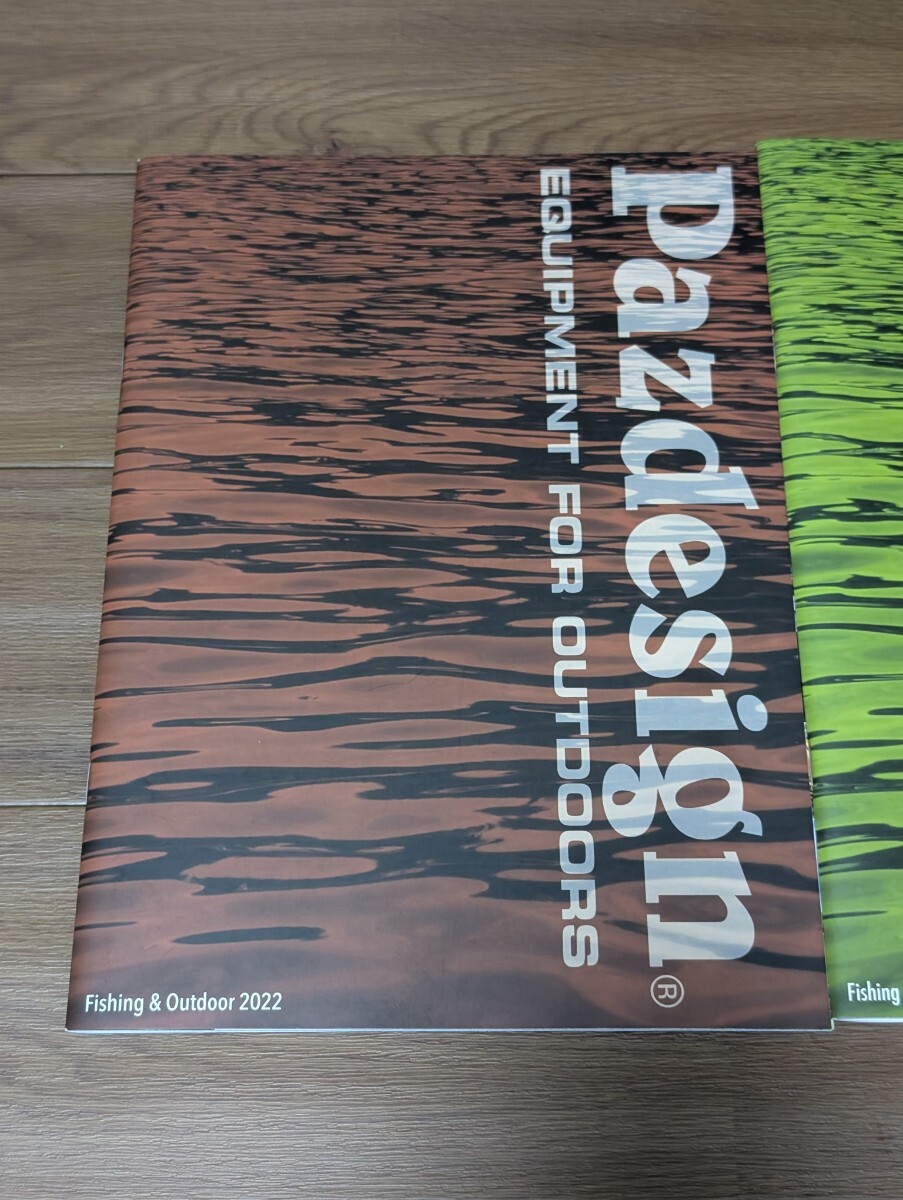 pazdesign®
EQUIPMENT FOR OUTDOORS
Fishing & Outdoor 2022
Fishing